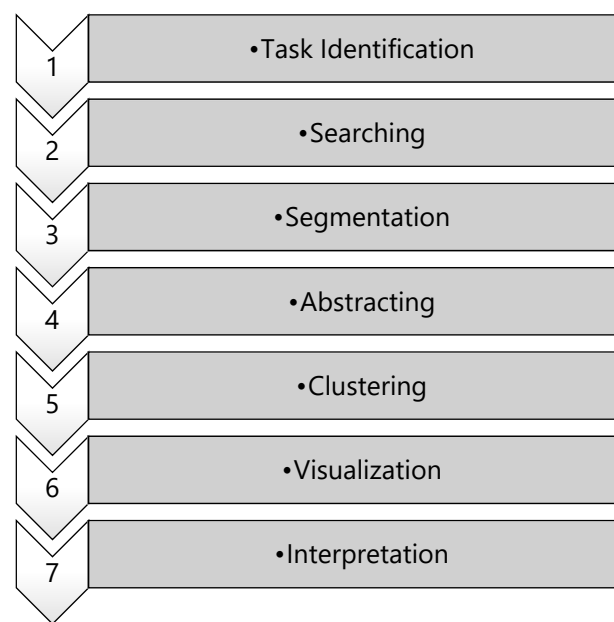 1
•Task Identification
2
•Searching
3
•Segmentation
4
•Abstracting
5
•Clustering
6
•Visualization
7
•Interpretation